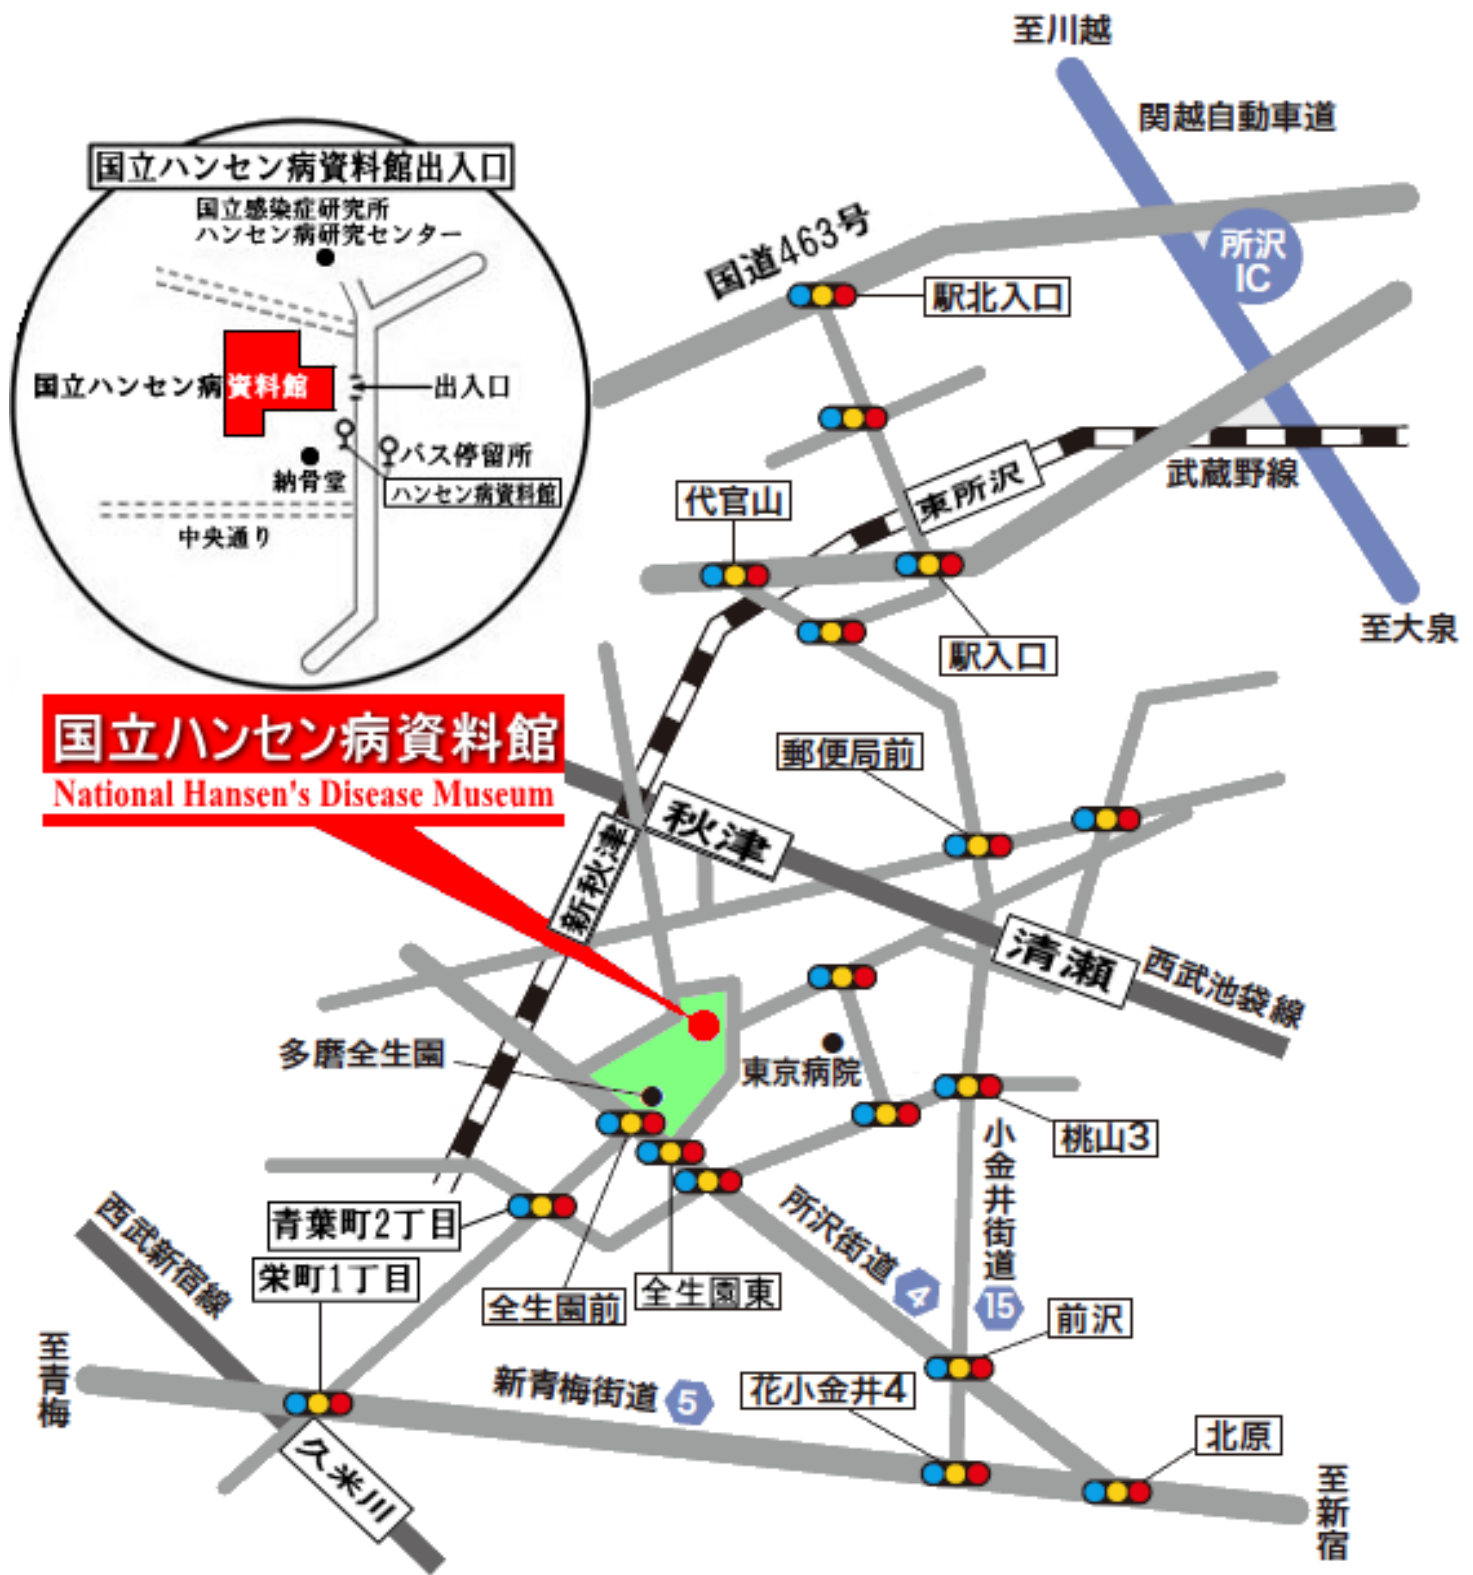 至川越
関越自動車道
国立ハンセン病資料館出入口
国立感染症研究所
ハンセン病研究センター
国道463号
所沢
IC
駅北入口
国立ハンセン病資料館
出入口
バス停留所
納骨堂
ハンセン病資料館
中央通り
東所沢
武蔵野線
代官山
至大泉
駅入口
国立ハンセン病資料館
National Hansen's Disease Museum
郵便局前
秋津
新秋津
清瀬
西武池袋線
多磨全生園
東京病院
桃山3
小金井街道
15
青葉町2丁目
西武新宿線
栄町1丁目
所沢街道
4
全生園前
全生園東
前沢
至青梅
新青梅街道
5
花小金井4
北原
久米川
至新宿